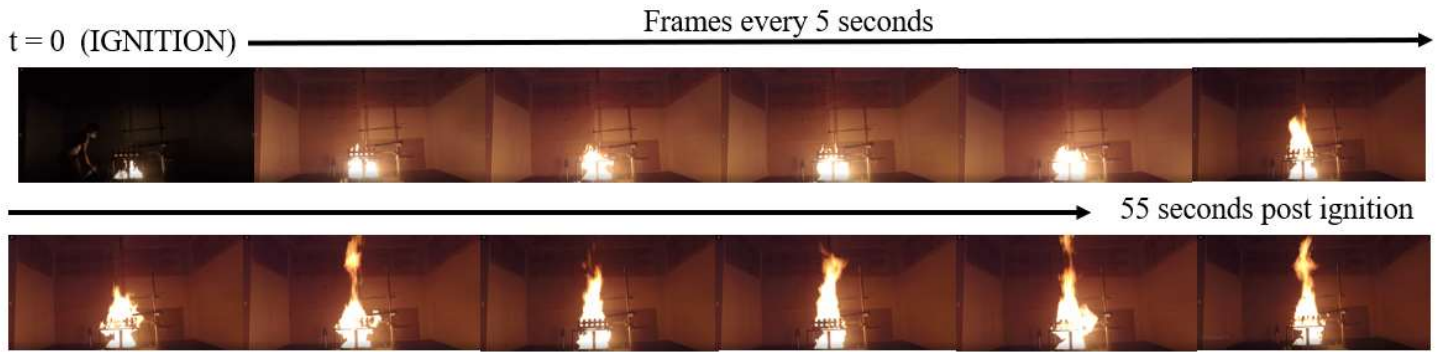 Frames every 5 seconds
t = 0 (IGNITION)
55 seconds post ignition